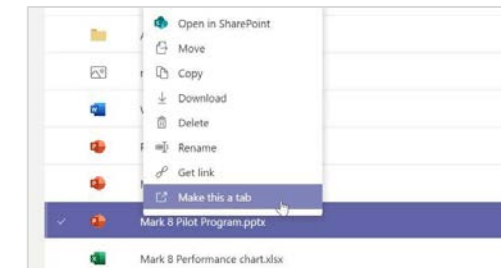 Open in SharePoint
Move
Copy
Download
Delete
Rename
Get link
Make this a tab
Mark 8 Pilot Program.pptx
Mark 8 Performance chart.xlsx